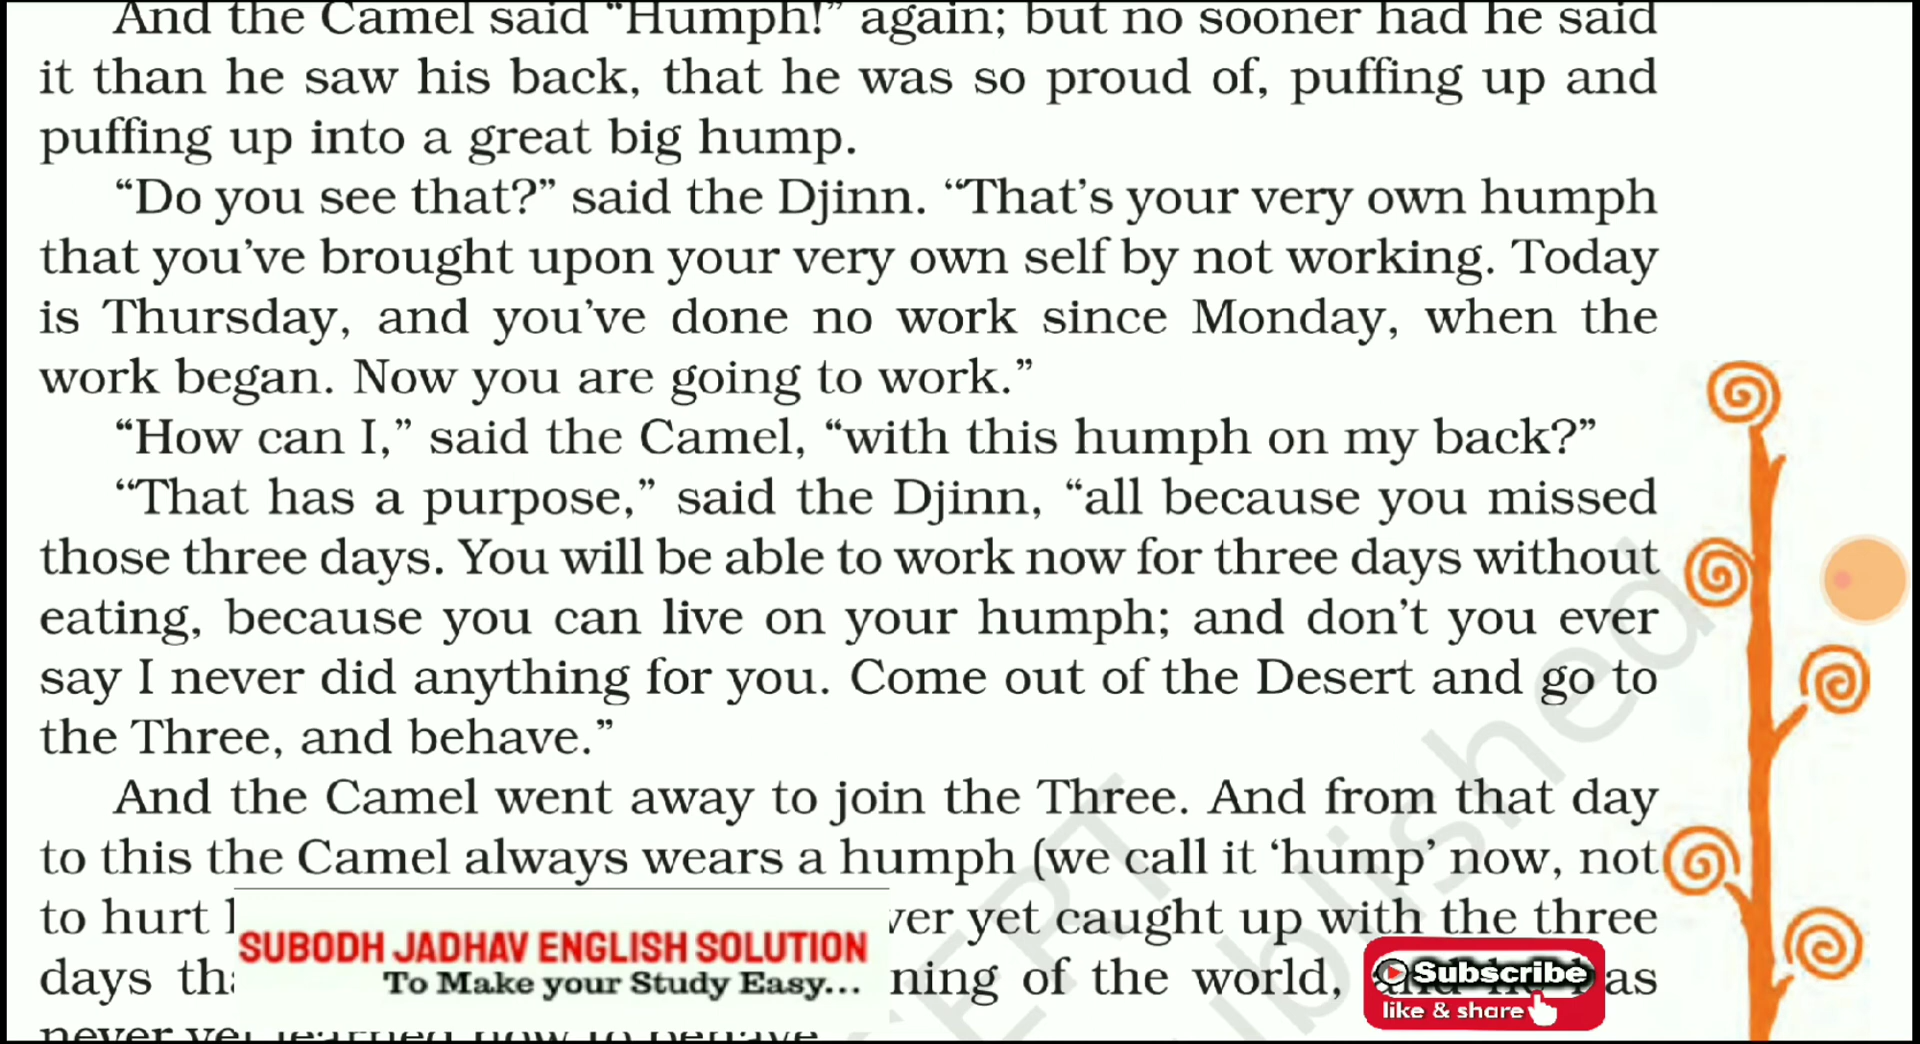 And the Camel said “Humph!” again; but no sooner had he said
it than he saw his back, that he was so proud of, puffing up and
puffing up into a great big hump.
“Do you see that?” said the Djinn. “That’s your very own humph
that you’ve brought upon your very own self by not working. Today
is Thursday, and you’ve done no work since Monday, when the
work began. Now you are going to work.”
“How can I,” said the Camel, “with this humph on my back?”
“That has a purpose,” said the Djinn, “all because you missed
those three days. You will be able to work now for three days without
eating, because you can live on your humph; and don’t you ever
say I never did anything for you. Come out of the Desert and go to
the Three, and behave.”
And the Camel went away to join the Three. And from that day
to this the Camel always wears a humph (we call it ‘hump’ now, not
to hurt yet caught up with the three
days of the world, and he has
never yet learned how to behave
SUBODH JADHAV ENGLISH SOLUTION
To Make your Study Easy...
Subscribe
like & share